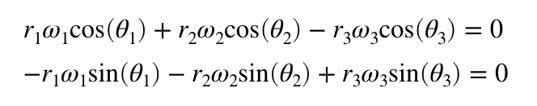 r₁ω₁cos(θ₁) + r₂ω₂cos(θ₂) − r₃ω₃cos(θ₃) = 0
−r₁ω₁sin(θ₁) − r₂ω₂sin(θ₂) + r₃ω₃sin(θ₃) = 0